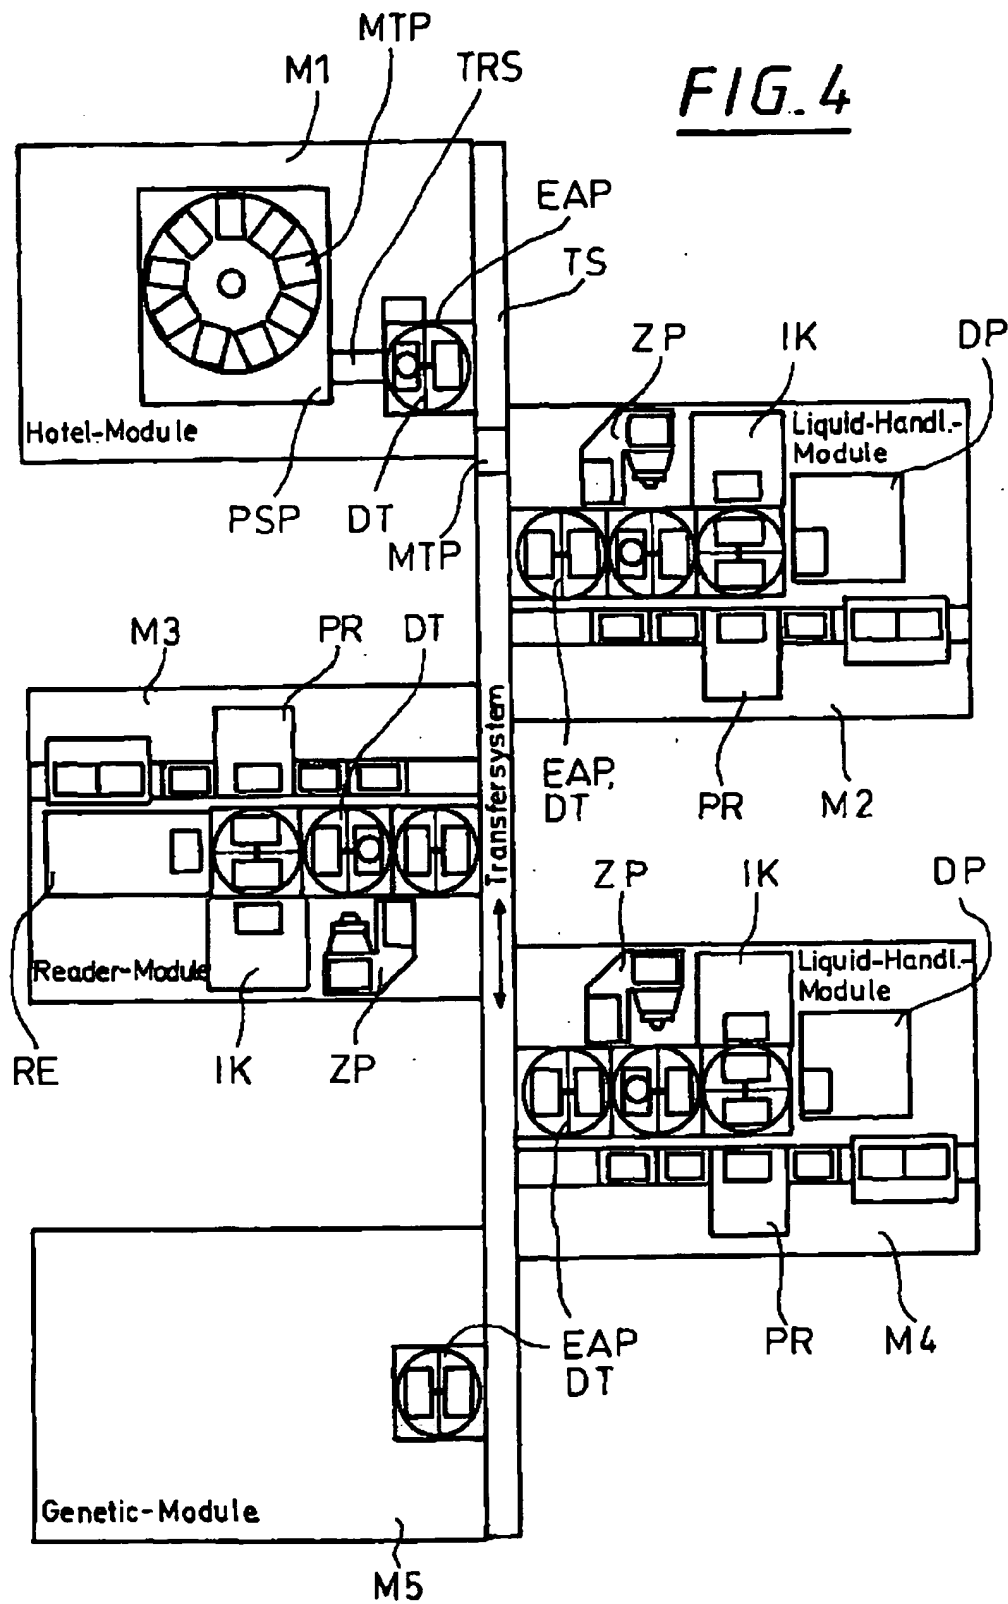 MTP
M1
TRS
FIG. 4
EAP
TS
ZP
IK
DP
Hotel-Module
Liquid-Handl.-
Module
PSP
DT
MTP
M3
PR
DT
Transfersystem
EAP,
DT
PR
M2
ZP
IK
DP
Reader-Module
Liquid-Handl.-
Module
RE
IK
ZP
EAP
DT
PR
M4
Genetic-Module
M5